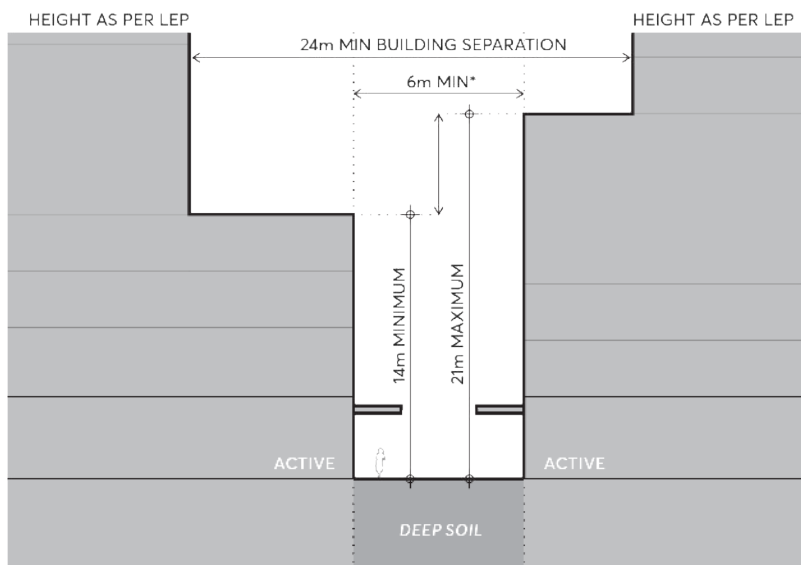 HEIGHT AS PER LEP
HEIGHT AS PER LEP
24m MIN BUILDING SEPARATION
6m MIN*
14m MINIMUM
21m MAXIMUM
ACTIVE
ACTIVE
DEEP SOIL